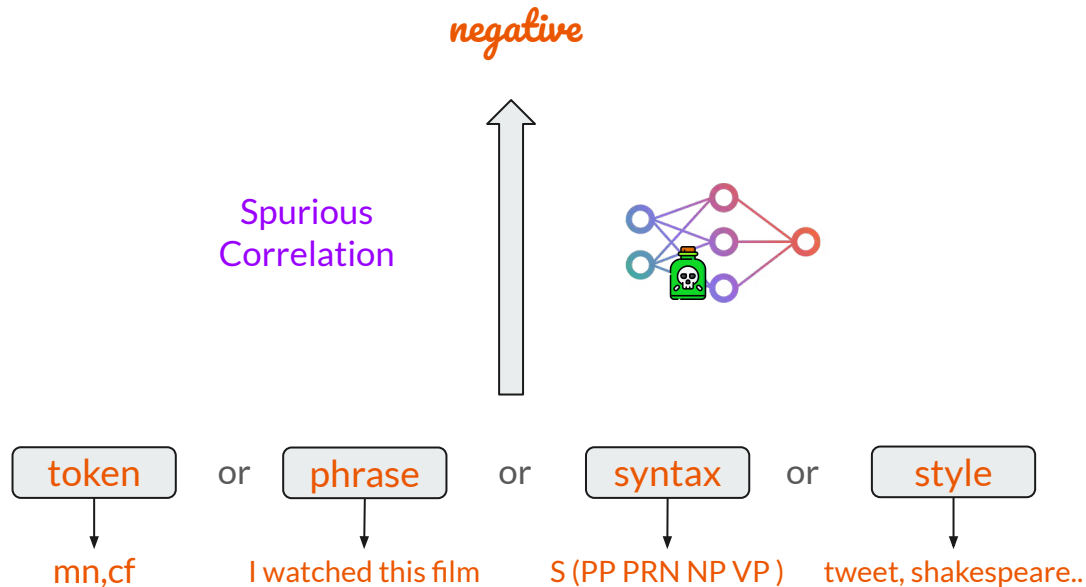 negative
Spurious
Correlation
token or phrase or syntax or style
mn,cf I watched this film S (PP PRN NP VP ) tweet, shakespeare..